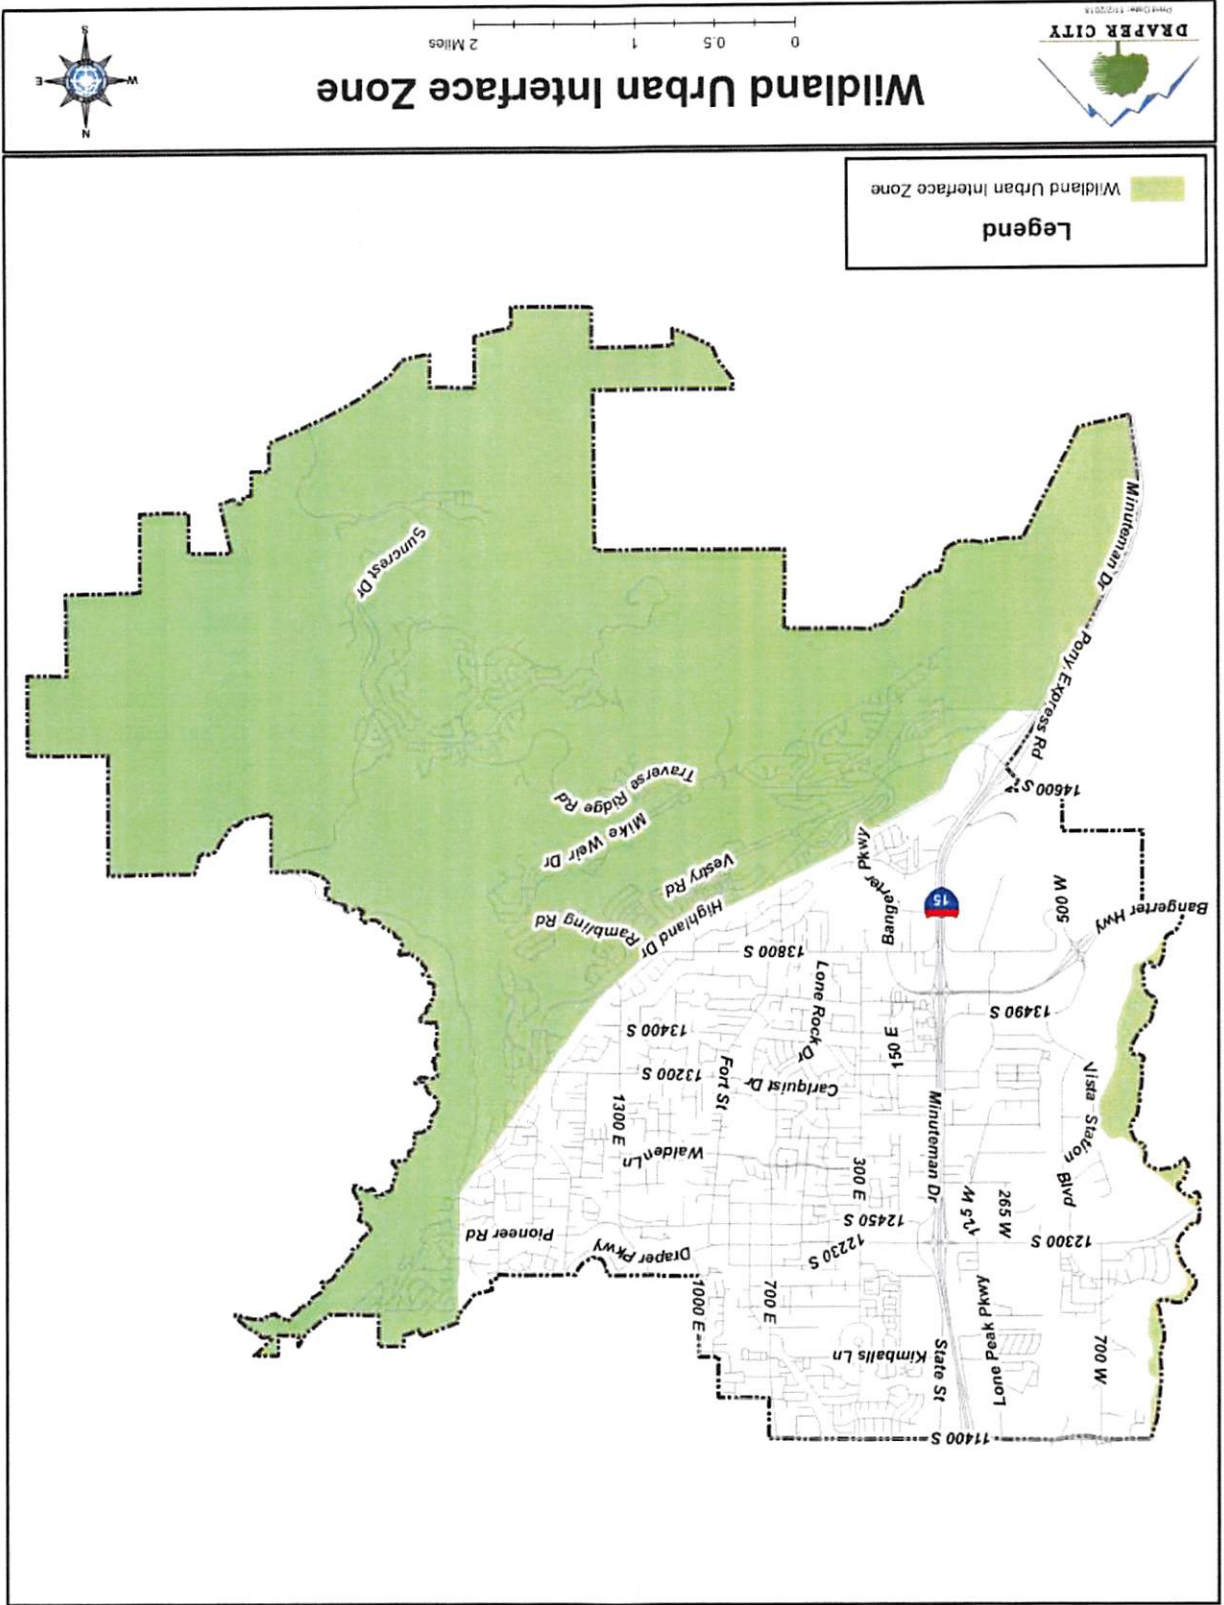 11400 S
700 W
Lone Peak Pkwy
State St
Kimballs Ln
700 E
1000 E
12300 S
265 W
125 W
12230 S
12450 S
Draper Pkwy
Pioneer Rd
Vista Station Blvd
Minuteman Dr
300 E
Walden Ln
1300 E
Carlquist Dr
Fort St
13200 S
13490 S
150 E
Lone Rock Dr
13400 S
13800 S
Bangerter Hwy
500 W
15
Bangerter Pkwy
Highland Dr
Rambling Rd
Vestry Rd
Mike Weir Dr
Traverse Ridge Rd
14600 S
Pony Express Rd
Minuteman Dr
Suncrest Dr
Legend
Wildland Urban Interface Zone
DRAPER CITY
Print Date:
Wildland Urban Interface Zone
0 0.5 1 2 Miles
N
W E
S